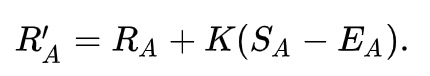 R′_A = R_A + K(S_A − E_A).